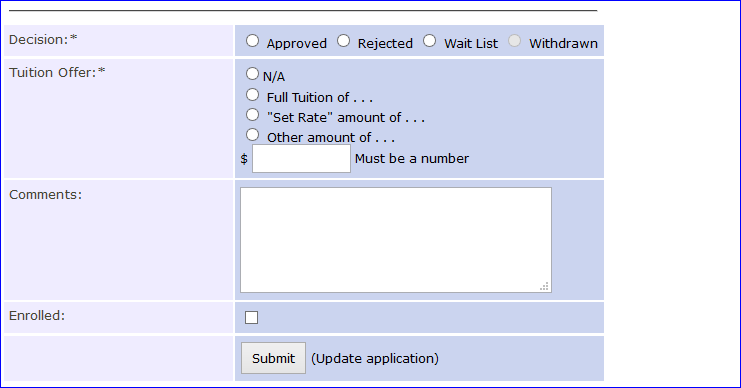 Decision:* Approved Rejected Wait List Withdrawn
Tuition Offer:* N/A
Full Tuition of . . .
"Set Rate" amount of . . .
Other amount of . . .
$ Must be a number
Comments:
Enrolled:
Submit (Update application)